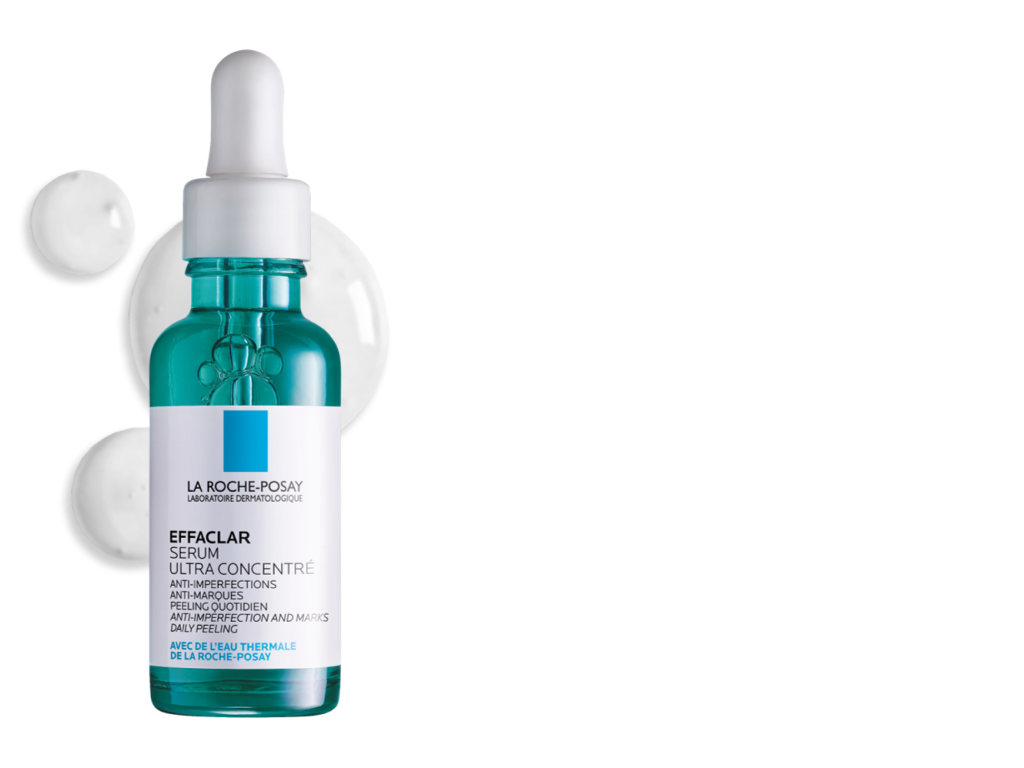 LA ROCHE-POSAY
LABORATOIRE DERMATOLOGIQUE
EFFACLAR
SERUM
ULTRA CONCENTRÉ
ANTI-IMPERFECTIONS
ANTI-MARQUES
PEELING QUOTIDIEN
ANTI-IMPERFECTION AND MARKS
DAILY PEELING
AVEC DE L'EAU THERMALE
DE LA ROCHE-POSAY